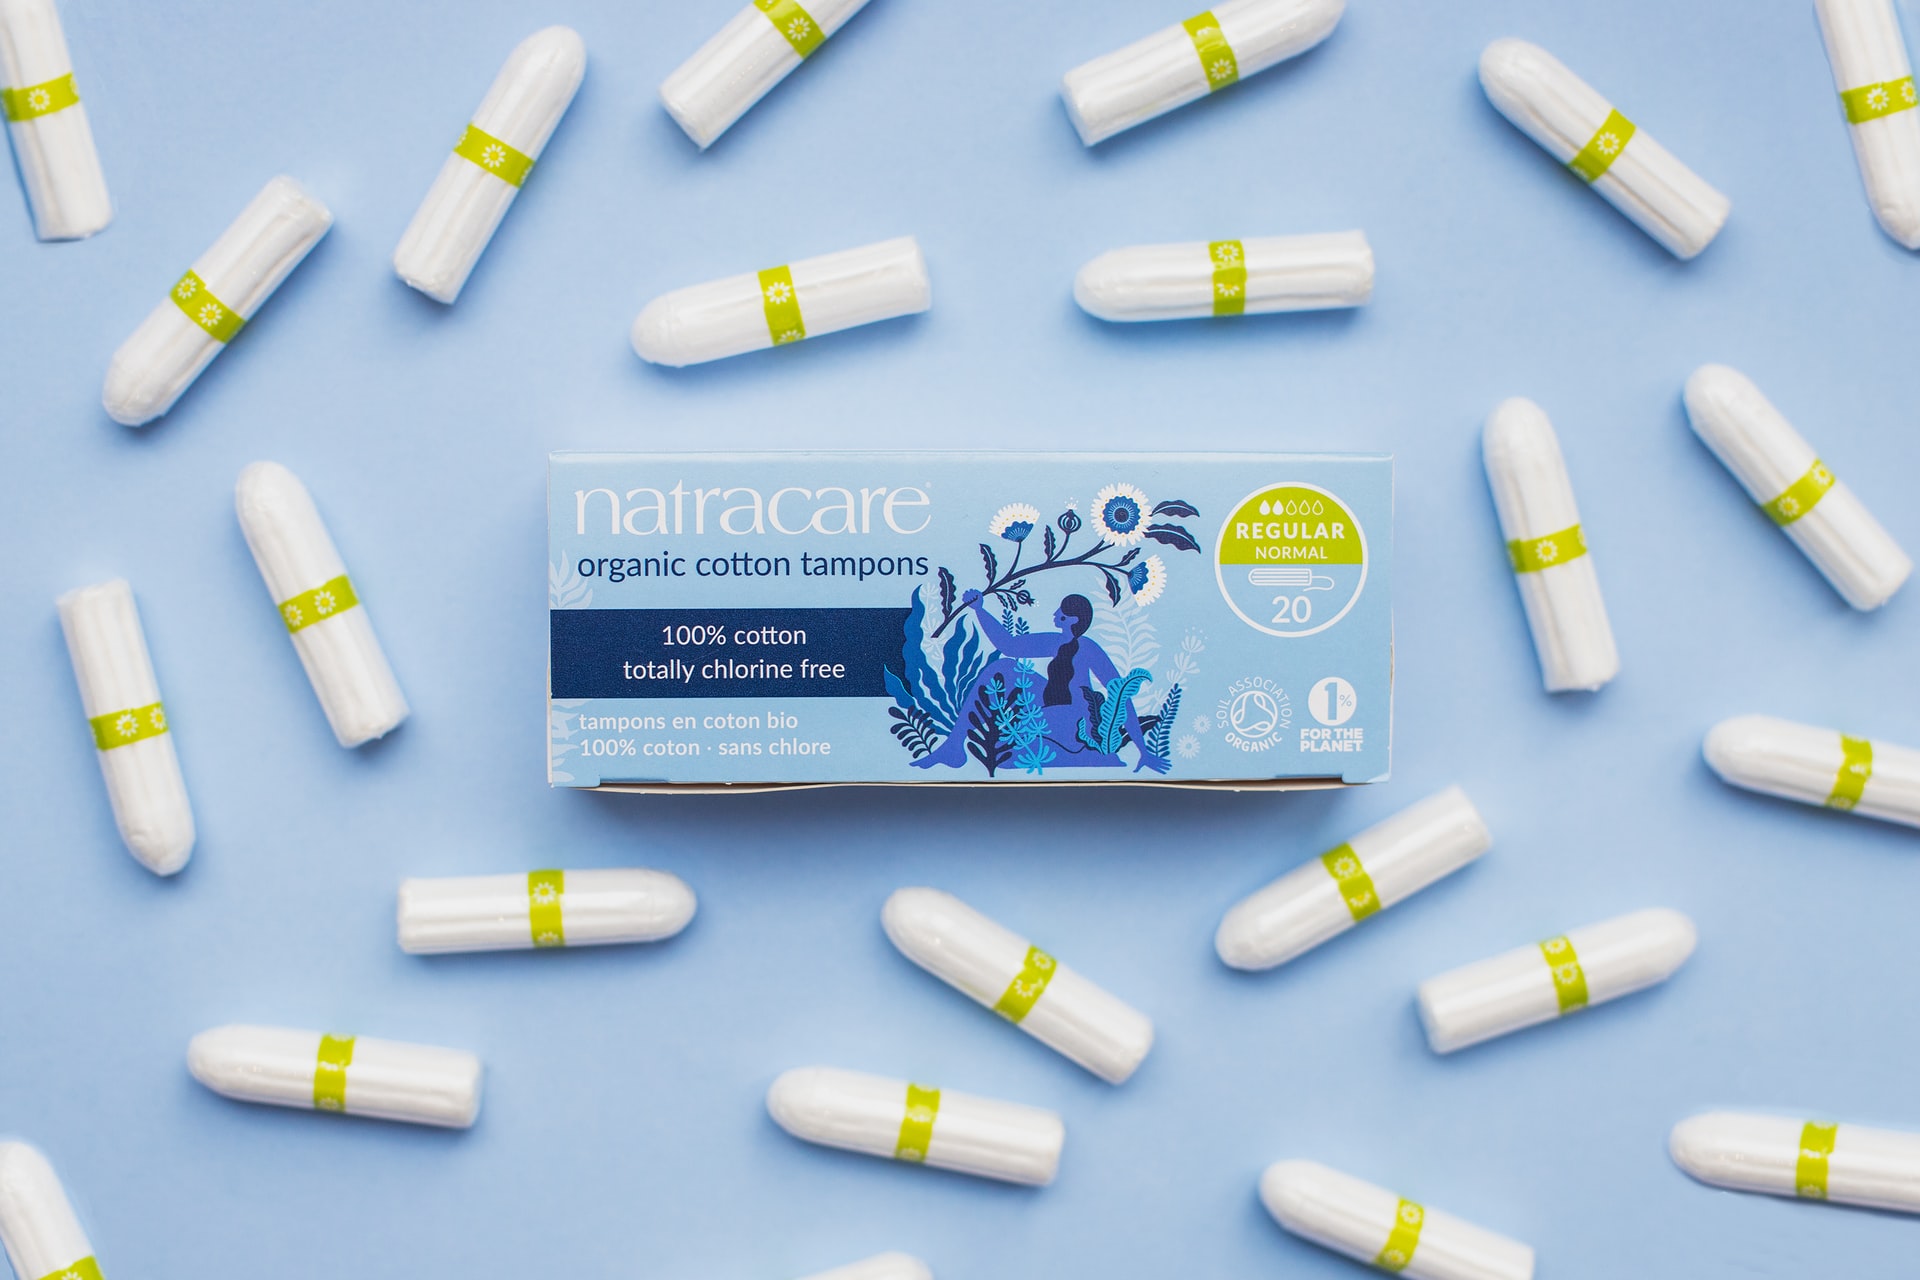 natracare®
organic cotton tampons
100% cotton
totally chlorine free
tampons en coton bio
100% coton · sans chlore
REGULAR
NORMAL
20
SOIL ASSOCIATION
ORGANIC
1%
FOR THE
PLANET